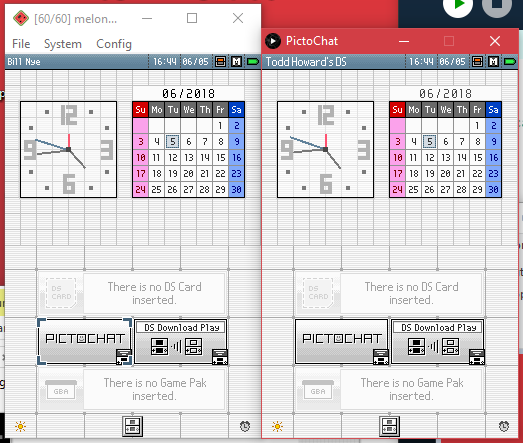 [60/60] melon...
File System Config
Bill Nye 16:44 06/05 M
06/2018
12
3
6
9
Su Mo Tu We Th Fr Sa
1 2
3 4 5 6 7 8 9
10 11 12 13 14 15 16
17 18 19 20 21 22 23
24 25 26 27 28 29 30
DS CARD
There is no DS Card
inserted.
PICTOCHAT
DS Download Play
GBA
There is no Game Pak
inserted.
PictoChat
Todd Howard's DS 16:44 06/05 M
06/2018
12
3
6
9
Su Mo Tu We Th Fr Sa
1 2
3 4 5 6 7 8 9
10 11 12 13 14 15 16
17 18 19 20 21 22 23
24 25 26 27 28 29 30
DS CARD
There is no DS Card
inserted.
PICTOCHAT
DS Download Play
GBA
There is no Game Pak
inserted.